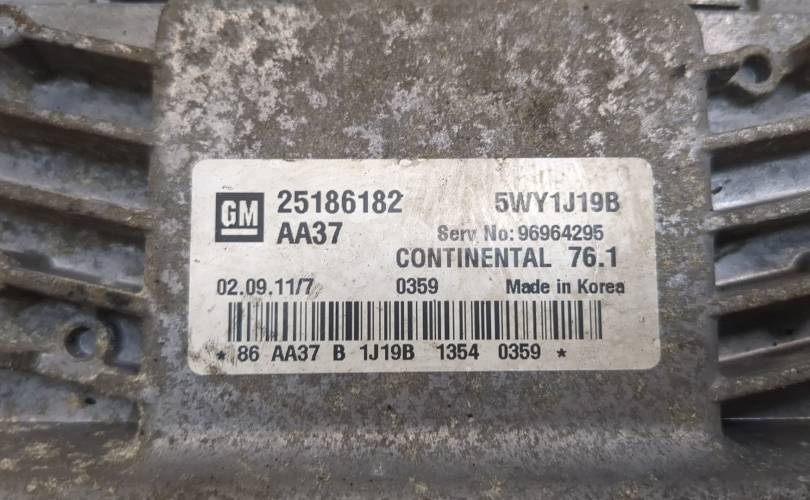 GM 25186182 5WY1J19B
AA37 Serv No: 96964295
CONTINENTAL 76.1
02.09.11/7 0359 Made in Korea
* 86 AA37 B 1J19B 1354 0359 *